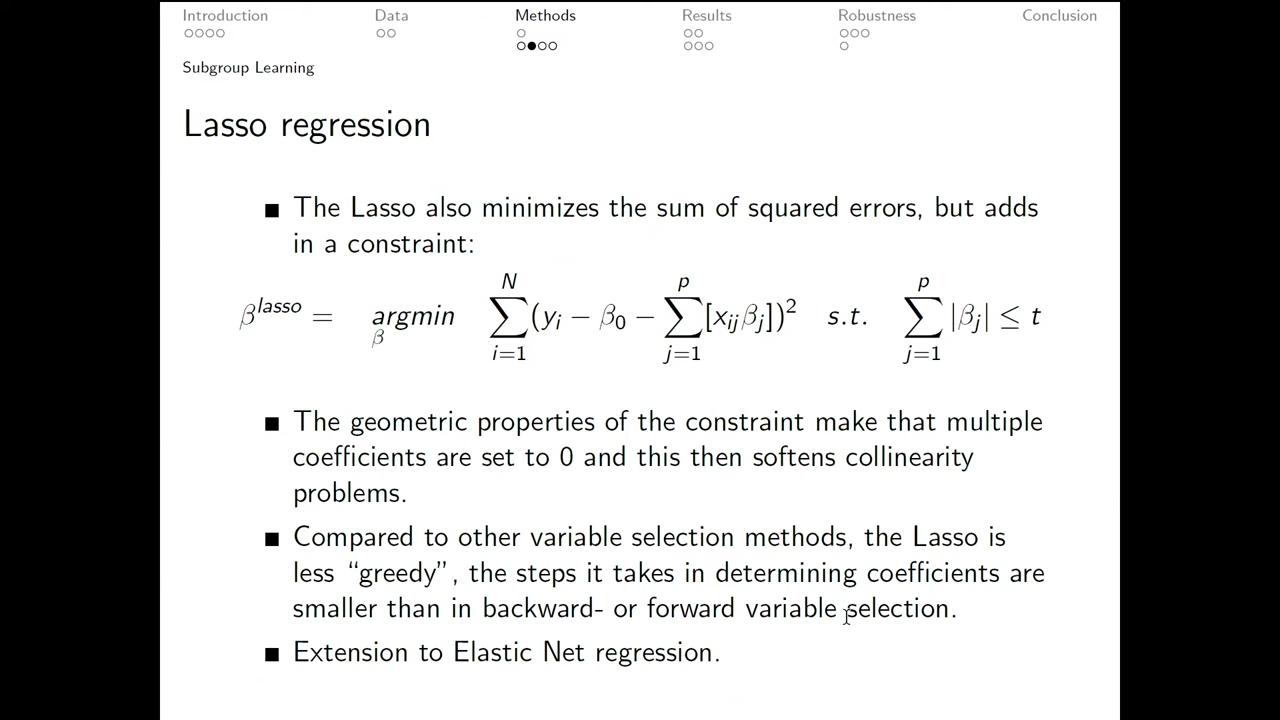 Introduction Data Methods Results Robustness Conclusion
Subgroup Learning
Lasso regression
The Lasso also minimizes the sum of squared errors, but adds
in a constraint:
β^lasso = argmin_β ∑_{i=1}^{N} (y_i − β_0 − ∑_{j=1}^{p} [x_ij β_j])² s.t. ∑_{j=1}^{p} |β_j| ≤ t
The geometric properties of the constraint make that multiple
coefficients are set to 0 and this then softens collinearity
problems.
Compared to other variable selection methods, the Lasso is
less “greedy”, the steps it takes in determining coefficients are
smaller than in backward- or forward variable selection.
Extension to Elastic Net regression.